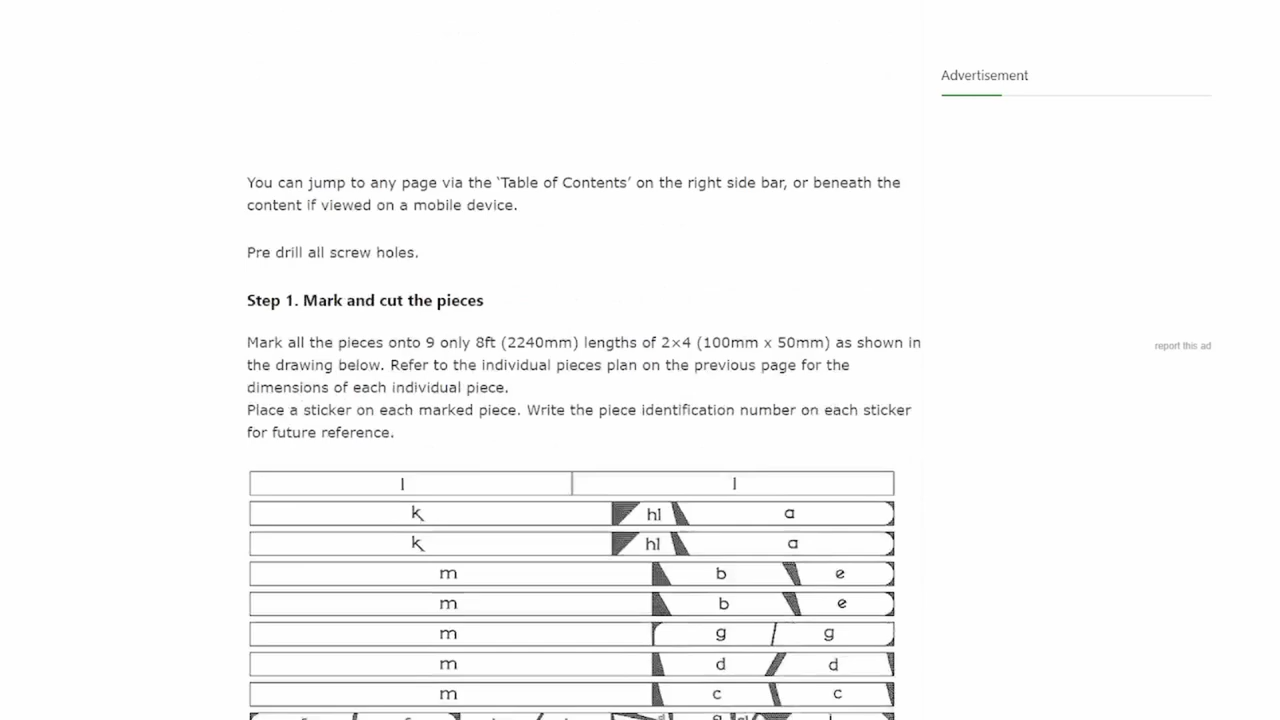 Advertisement
You can jump to any page via the ‘Table of Contents’ on the right side bar, or beneath the
content if viewed on a mobile device.
Pre drill all screw holes.
Step 1. Mark and cut the pieces
Mark all the pieces onto 9 only 8ft (2240mm) lengths of 2×4 (100mm x 50mm) as shown in
report this ad
the drawing below. Refer to the individual pieces plan on the previous page for the
dimensions of each individual piece.
Place a sticker on each marked piece. Write the piece identification number on each sticker
for future reference.
l l
k hl a
k hl a
m b e
m b e
m g g
m d d
m c c